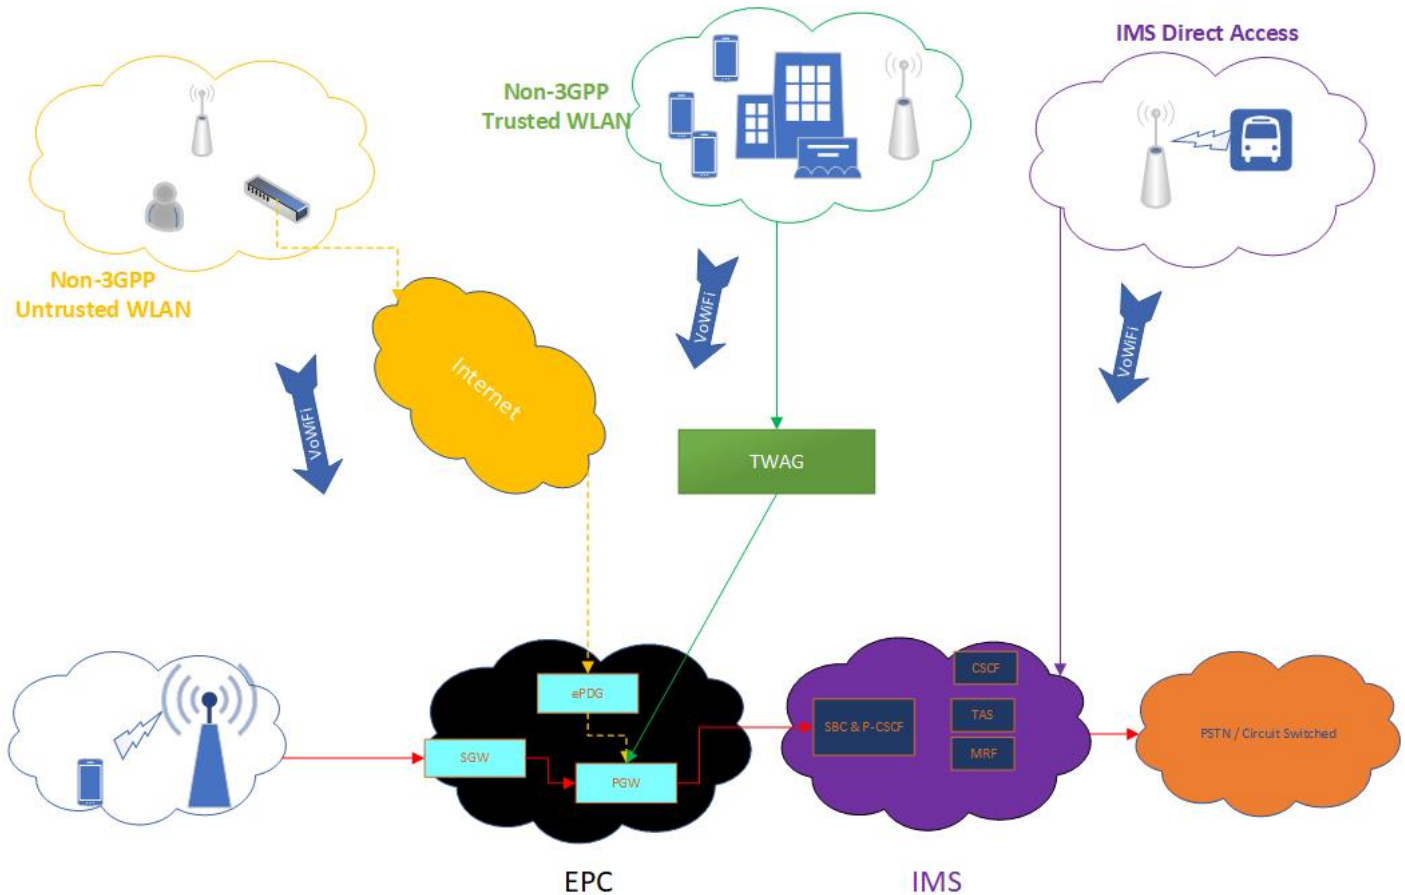 IMS Direct Access
Non-3GPP
Trusted WLAN
Non-3GPP
Untrusted WLAN
Internet
VoWiFi
VoWiFi
VoWiFi
TWAG
ePDG
SGW
PGW
CSCF
SBC & P-CSCF
TAS
MRF
PSTN / Circuit Switched
EPC
IMS